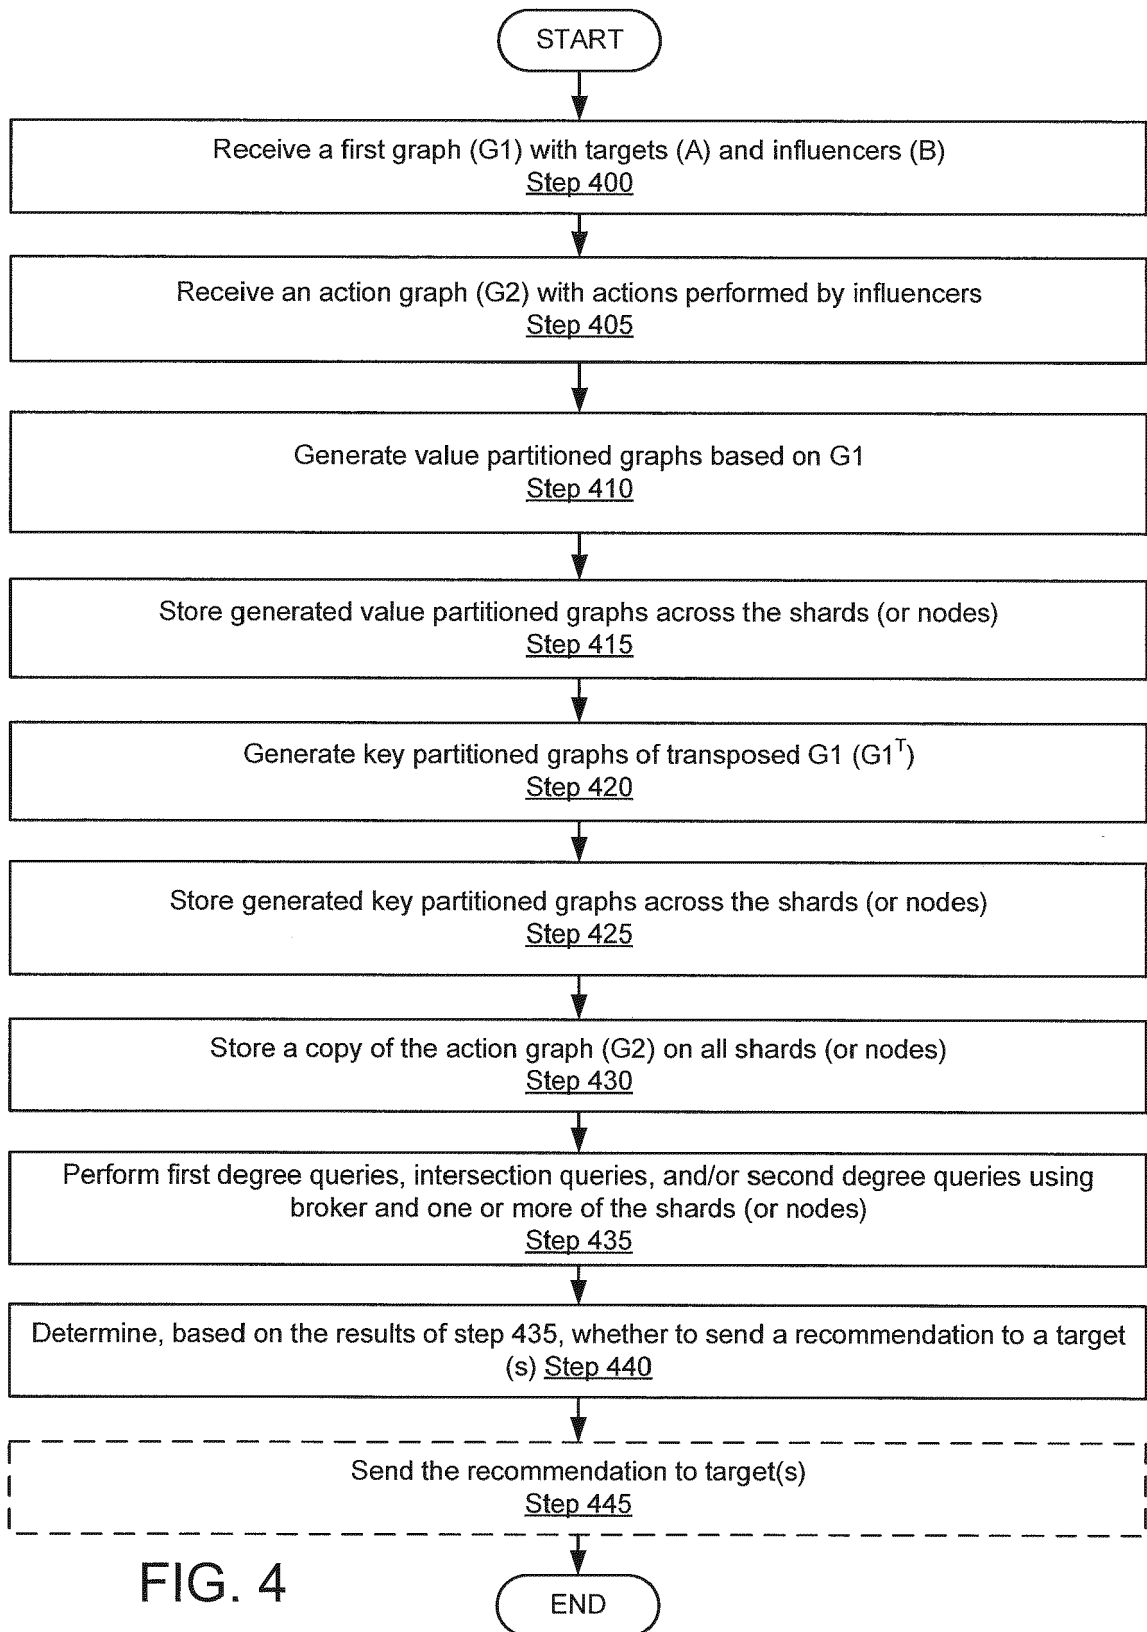 START
Receive a first graph (G1) with targets (A) and influencers (B)
Step 400
Receive an action graph (G2) with actions performed by influencers
Step 405
Generate value partitioned graphs based on G1
Step 410
Store generated value partitioned graphs across the shards (or nodes)
Step 415
Generate key partitioned graphs of transposed G1 (G1ᵀ)
Step 420
Store generated key partitioned graphs across the shards (or nodes)
Step 425
Store a copy of the action graph (G2) on all shards (or nodes)
Step 430
Perform first degree queries, intersection queries, and/or second degree queries using
broker and one or more of the shards (or nodes)
Step 435
Determine, based on the results of step 435, whether to send a recommendation to a target
(s) Step 440
Send the recommendation to target(s)
Step 445
END
FIG. 4